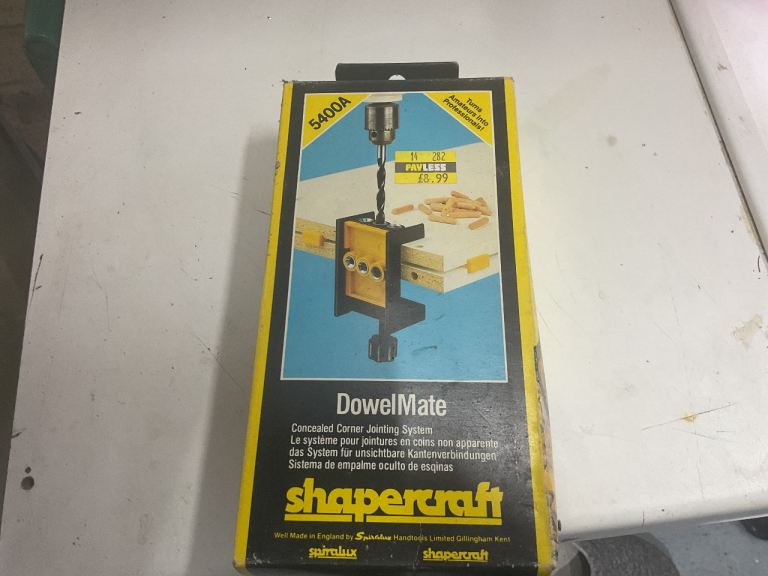 5400A
Turns
Amateurs into
Professionals!
14 282
PAYLESS
£8.99
DowelMate
Concealed Corner Jointing System
Le système pour jointures en coins non apparente
das System für unsichtbare Kantenverbindungen
Sistema de empalme oculto de esqinas
shapercraft
Well Made in England by Spiralux Handtools Limited Gillingham Kent
spiralux shapercraft